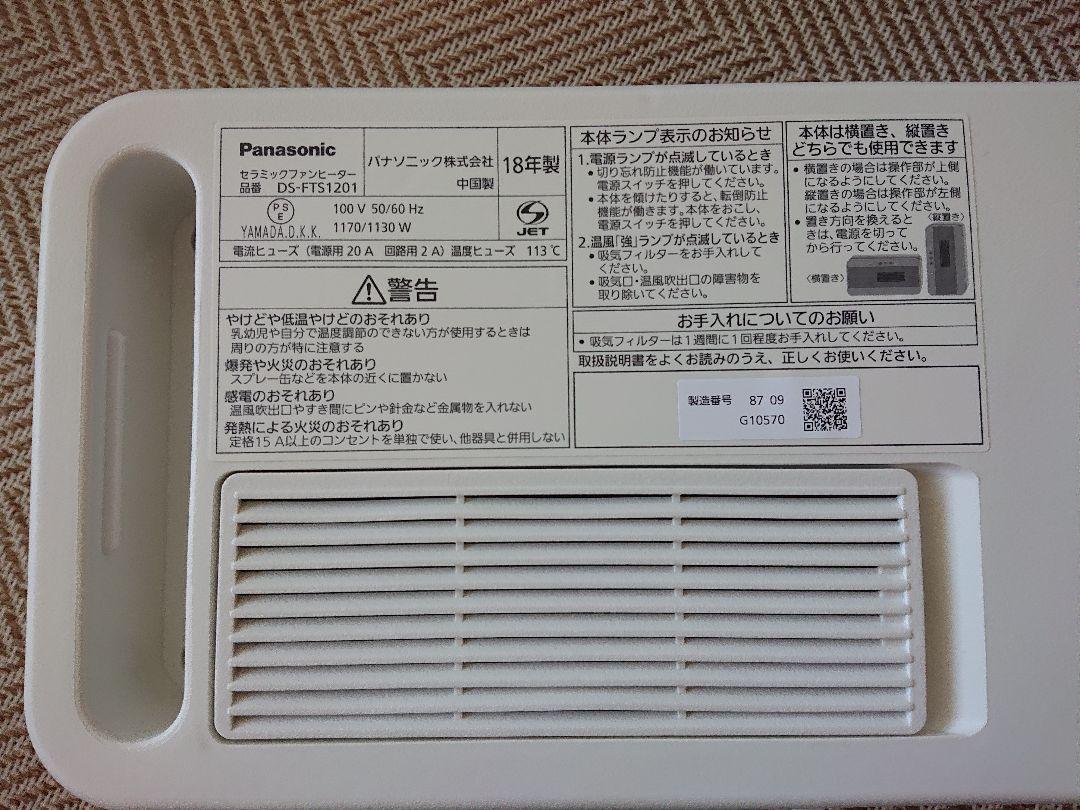 Panasonic
セラミックファンヒーター
品番 DS-FTS1201
パナソニック株式会社
中国製
18年製
PSE
YAMADA.D.K.K.
100 V 50/60 Hz
1170/1130 W
JET
電流ヒューズ（電源用 20 A 回路用 2 A）温度ヒューズ 113℃
警告
やけどや低温やけどのおそれあり
乳幼児や自分で温度調節のできない方が使用するときは
周りの方が特に注意する
爆発や火災のおそれあり
スプレー缶などを本体の近くに置かない
感電のおそれあり
温風吹出口やすき間にピンや針金など金属物を入れない
発熱による火災のおそれあり
定格15 A以上のコンセントを単独で使い、他器具と併用しない
本体ランプ表示のお知らせ
1.電源ランプが点滅しているとき
• 切り忘れ防止機能が働いています。
電源スイッチを押してください。
• 本体を傾けたりすると、転倒防止
機能が働きます。本体をおこし、
電源スイッチを押してください。
2.温風「強」ランプが点滅しているとき
• 吸気フィルターをお手入れして
ください。
• 吸気口・温風吹出口の障害物を
取り除いてください。
本体は横置き、縦置き
どちらでも使用できます
• 横置きの場合は操作部が上側
になるようにしてください。
縦置きの場合は操作部が左側
になるようにしてください。
• 置き方向を換えると
きは、電源を切って
から行ってください。
〈縦置き〉
〈横置き〉
お手入れについてのお願い
• 吸気フィルターは1週間に1回程度お手入れしてください。
取扱説明書をよくお読みのうえ、正しくお使いください。
製造番号 87 09
G10570